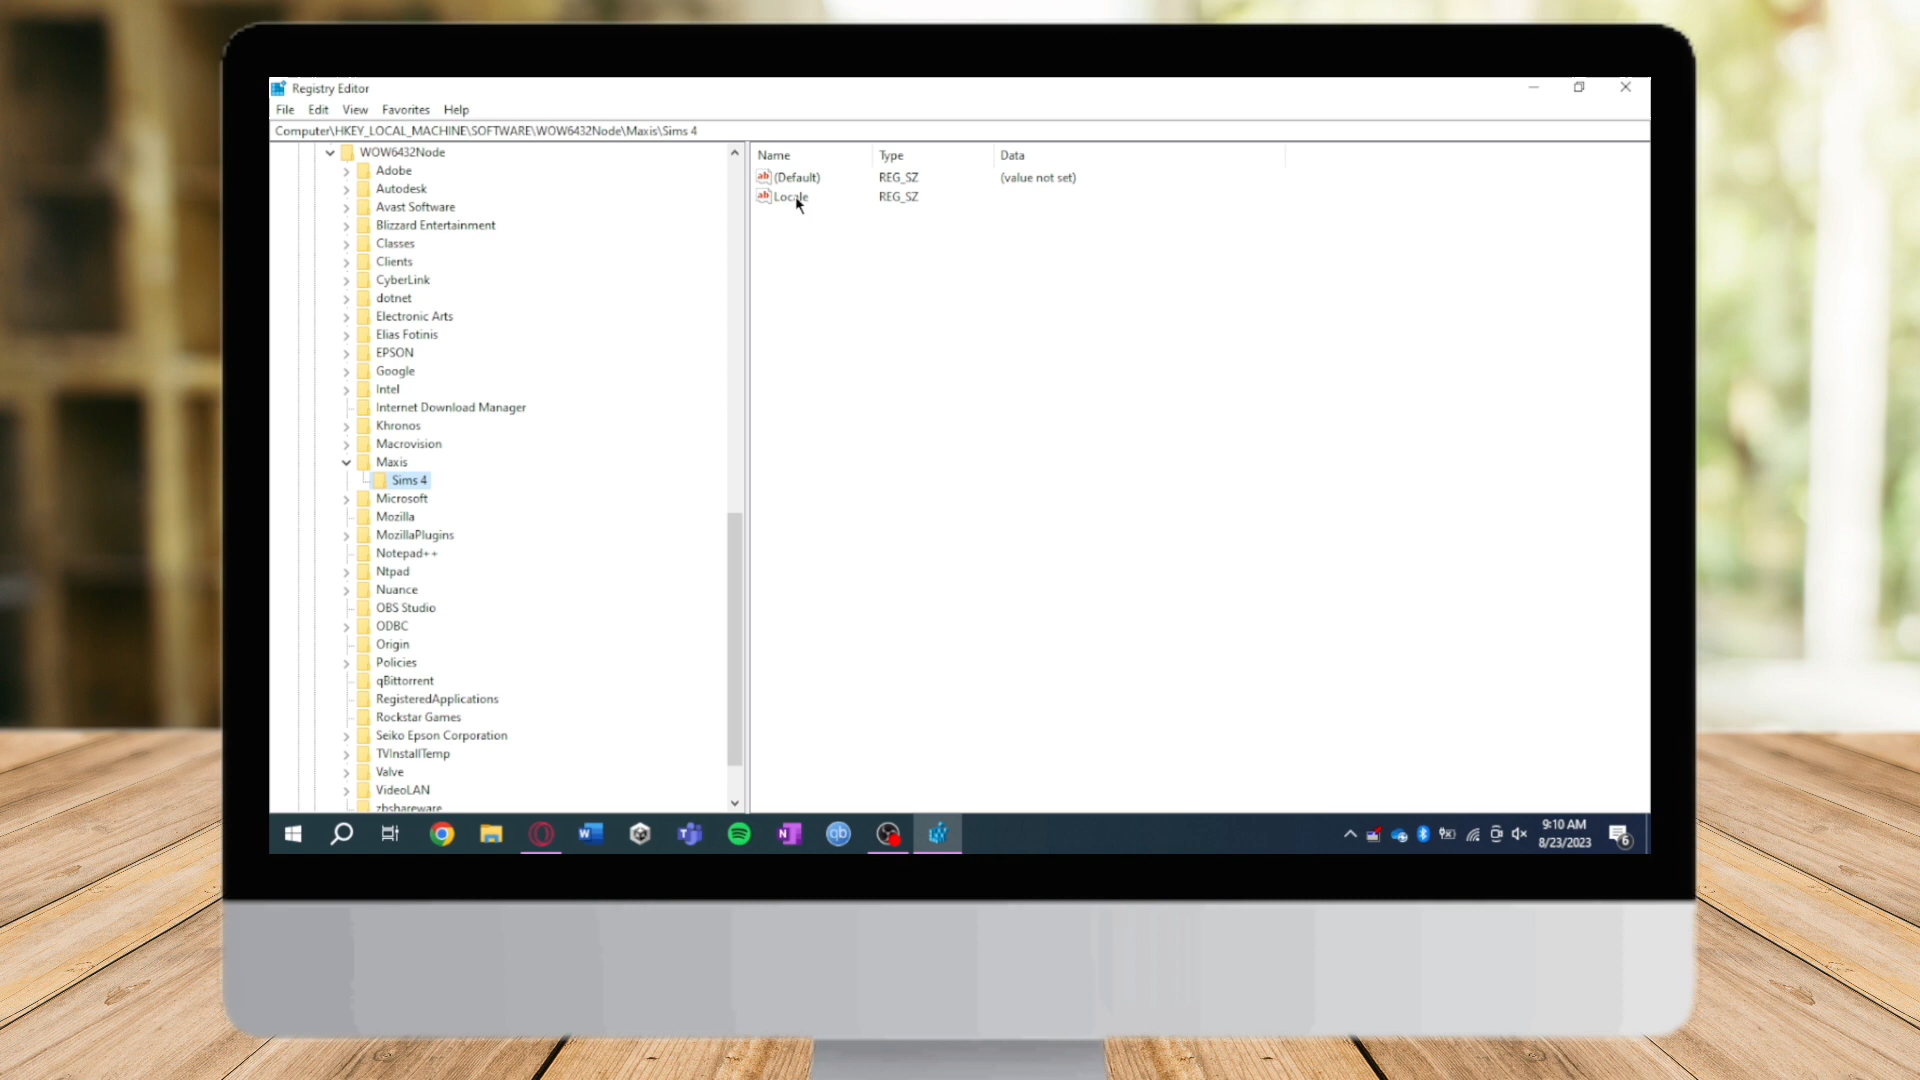 Registry Editor
File Edit View Favorites Help
Computer\HKEY_LOCAL_MACHINE\SOFTWARE\WOW6432Node\Maxis\Sims 4
WOW6432Node
Adobe
Autodesk
Avast Software
Blizzard Entertainment
Classes
Clients
CyberLink
dotnet
Electronic Arts
Elias Fotinis
EPSON
Google
Intel
Internet Download Manager
Khronos
Macrovision
Maxis
Sims 4
Microsoft
Mozilla
MozillaPlugins
Notepad++
Ntpad
Nuance
OBS Studio
ODBC
Origin
Policies
qBittorrent
RegisteredApplications
Rockstar Games
Seiko Epson Corporation
TVInstallTemp
Valve
VideoLAN
zbshareware
Name Type Data
ab (Default) REG_SZ (value not set)
ab Locale REG_SZ
W
T
N
qb
9:10 AM
8/23/2023
6